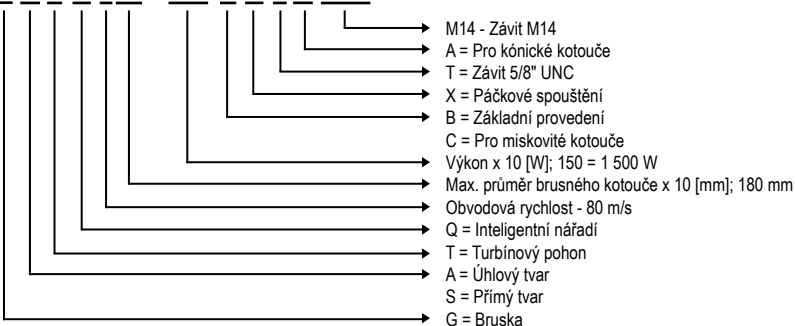 M14 - Závit M14
A = Pro kónické kotouče
T = Závit 5/8" UNC
X = Páčkové spouštění
B = Základní provedení
C = Pro miskovité kotouče
Výkon x 10 [W]; 150 = 1 500 W
Max. průměr brusného kotouče x 10 [mm]; 180 mm
Obvodová rychlost - 80 m/s
Q = Inteligentní nářadí
T = Turbínový pohon
A = Úhlový tvar
S = Přímý tvar
G = Bruska